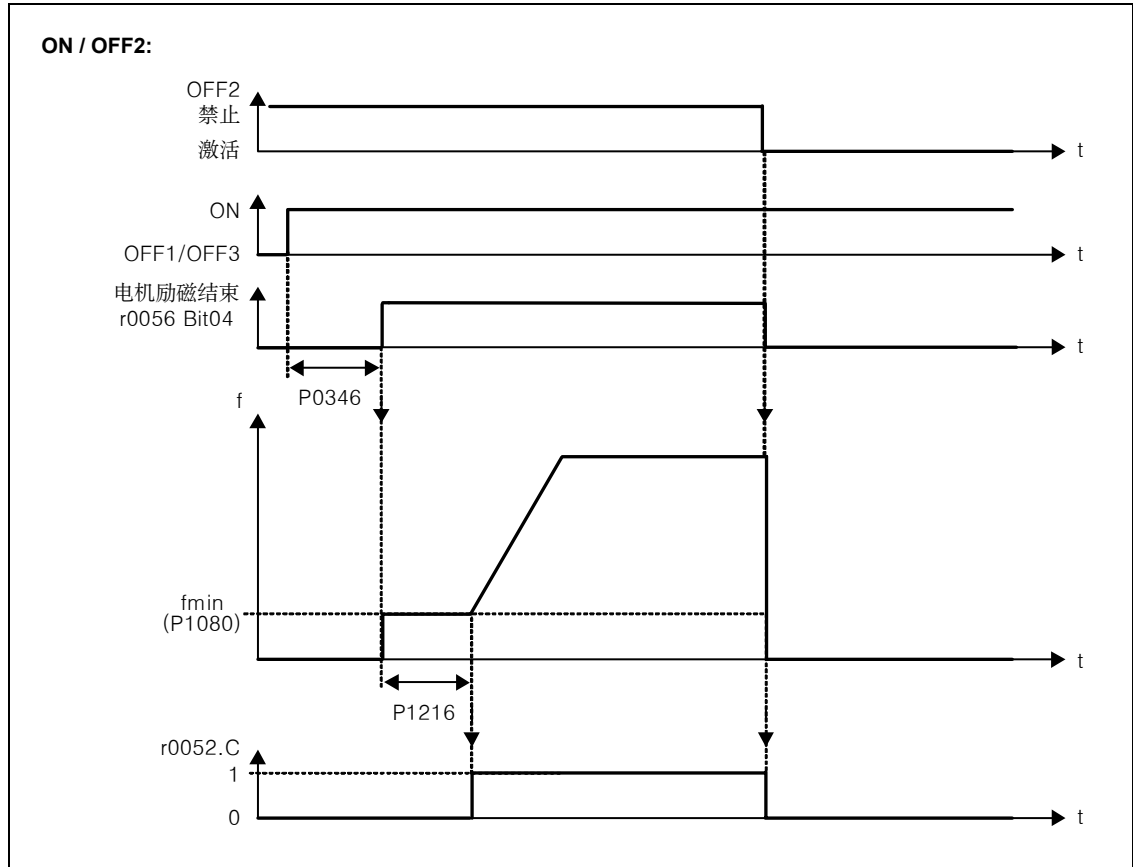 ON / OFF2:
OFF2
禁止
激活
t
ON
OFF1/OFF3
t
电机励磁结束
r0056 Bit04
t
P0346
f
fmin
(P1080)
t
P1216
r0052.C
1
0
t